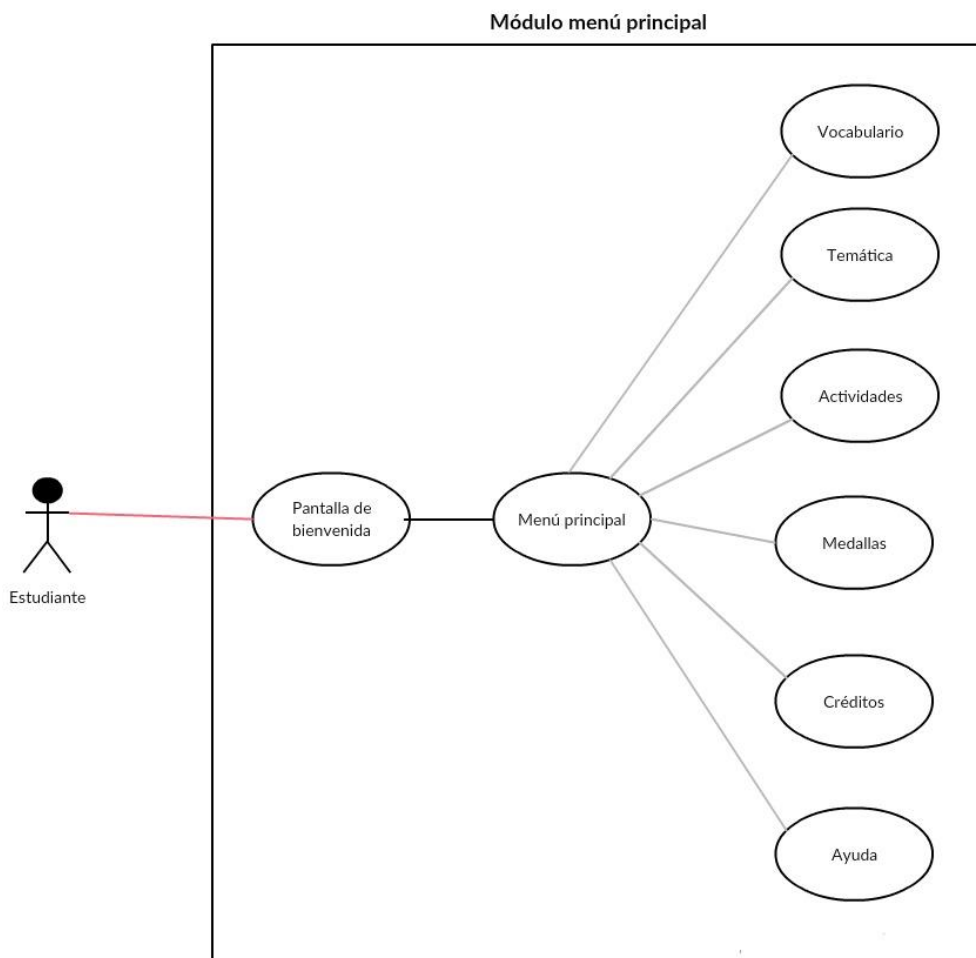 Módulo menú principal
Vocabulario
Temática
Actividades
Pantalla de
bienvenida
Menú principal
Medallas
Estudiante
Créditos
Ayuda